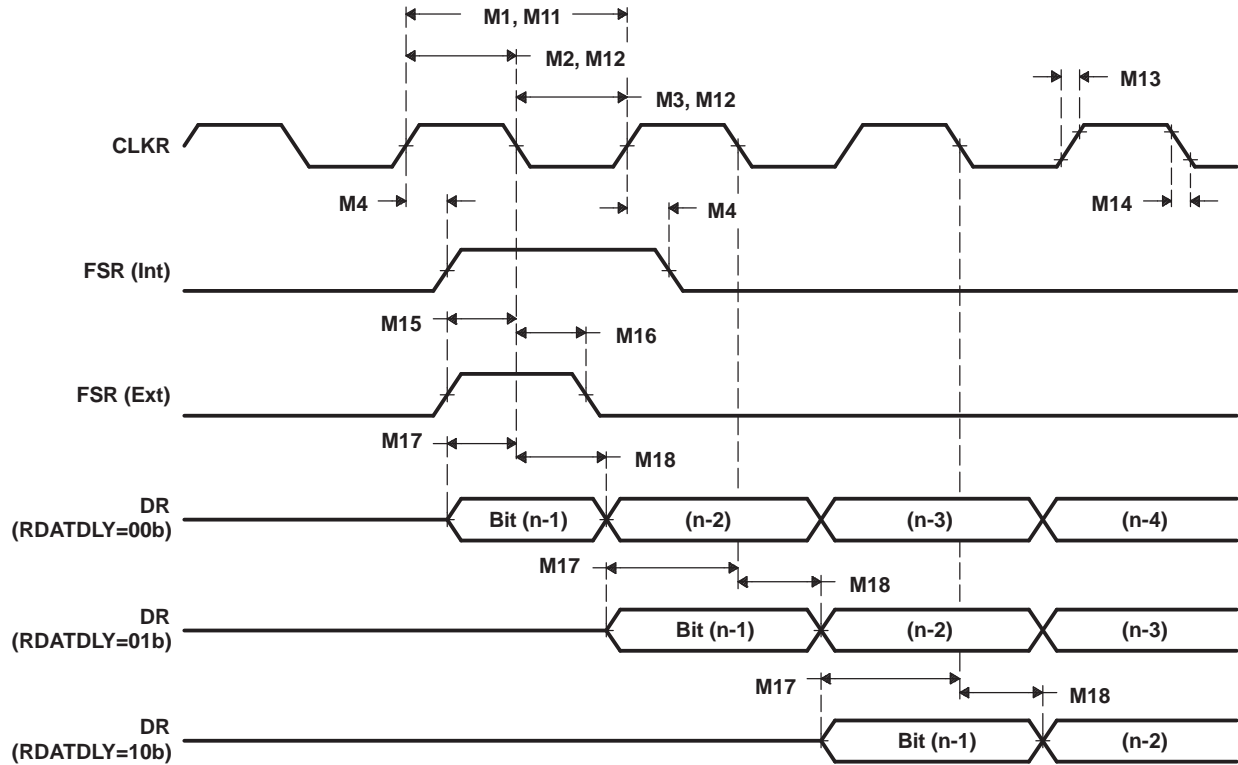 M1, M11
M2, M12
M13
M3, M12
CLKR
M4
M4
M14
FSR (Int)
M15
M16
FSR (Ext)
M17
M18
DR
(RDATDLY=00b)
Bit (n-1)
(n-2)
(n-3)
(n-4)
M17
M18
DR
(RDATDLY=01b)
Bit (n-1)
(n-2)
(n-3)
M17
M18
DR
(RDATDLY=10b)
Bit (n-1)
(n-2)